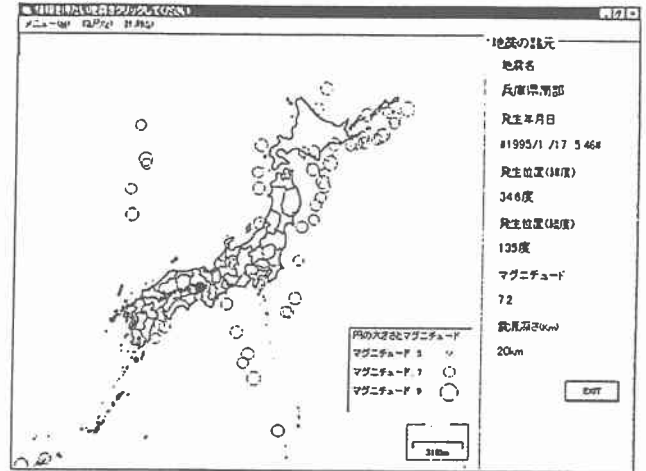 地震の諸元
地震名
兵庫県南部
発生年月日
#1995/1/17 5:46#
発生位置(緯度)
34.6度
発生位置(経度)
135度
マグニチュード
7.2
震源深さ(km)
20km
円の大きさとマグニチュード
マグニチュード 5
マグニチュード 7
マグニチュード 9
EXIT